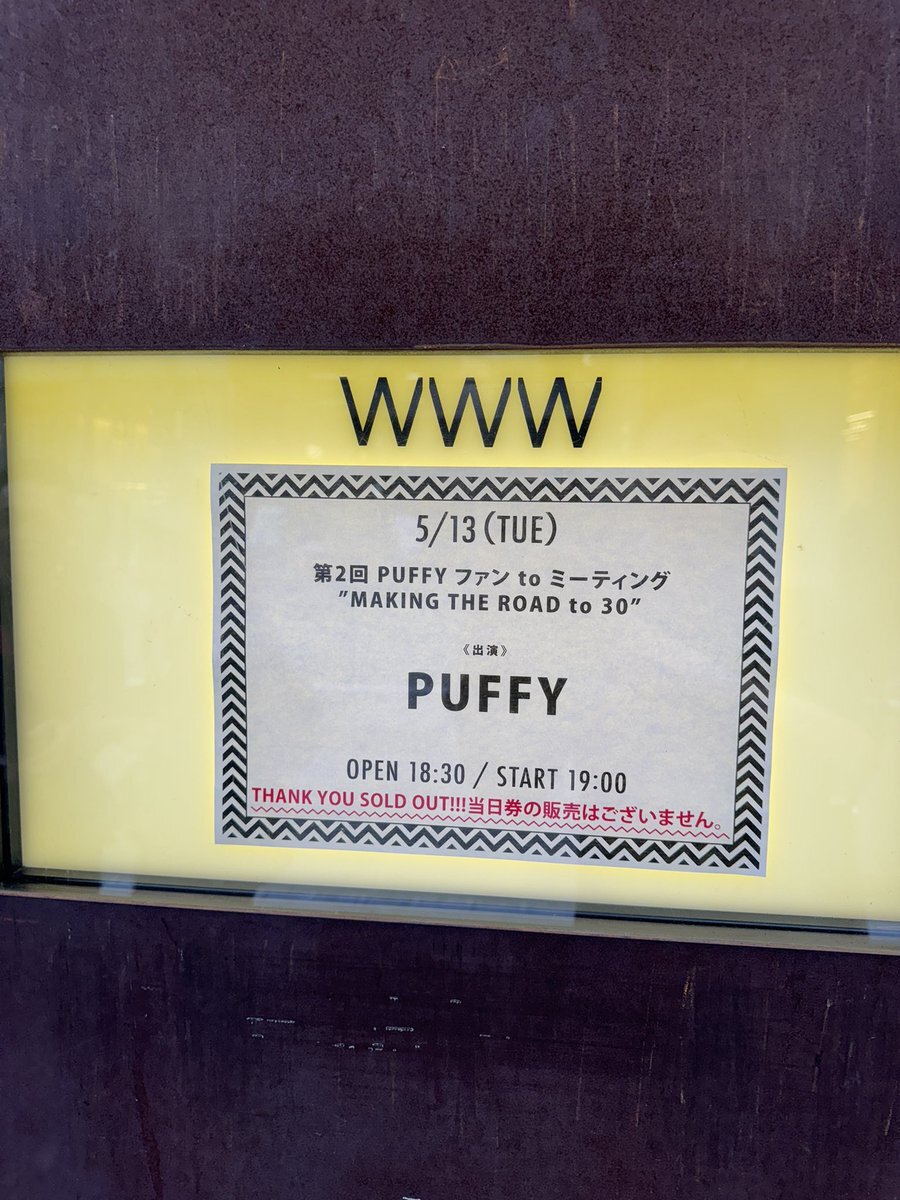 WWW
5/13(TUE)
第2回 PUFFY ファン to ミーティング
”MAKING THE ROAD to 30”
《出演》
PUFFY
OPEN 18:30 / START 19:00
THANK YOU SOLD OUT!!!当日券の販売はございません。